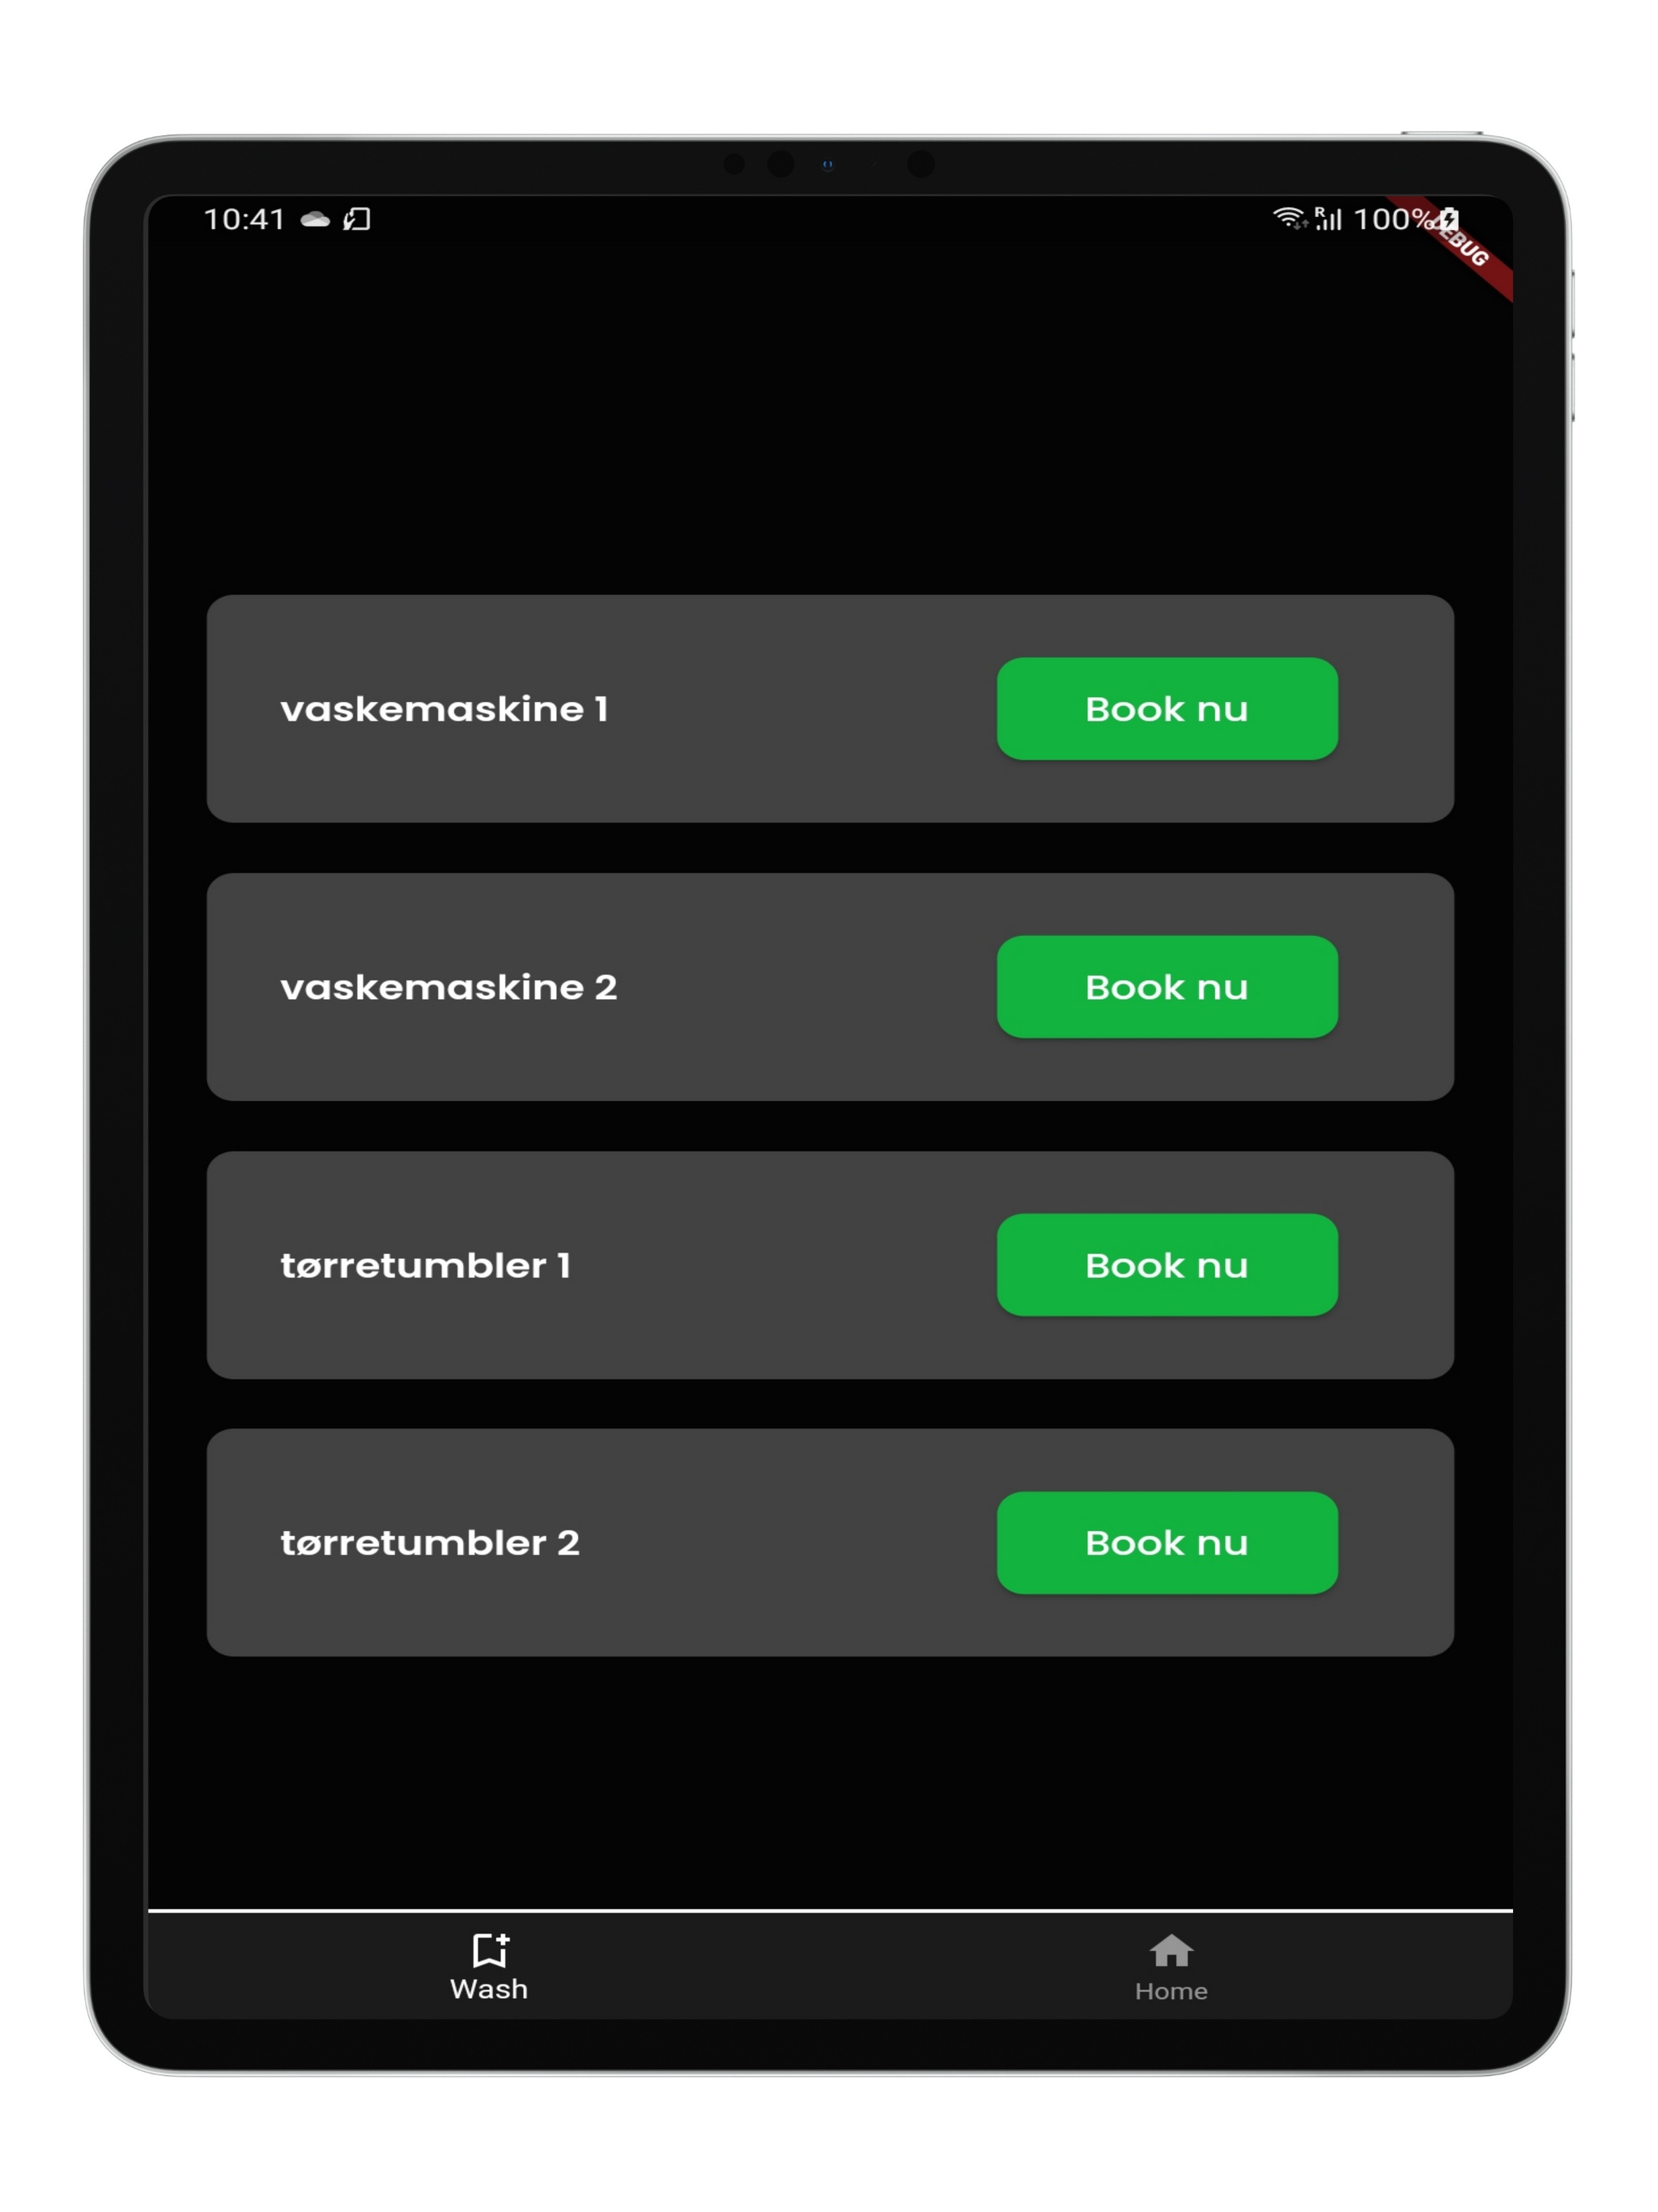 10:41
R 100%
DEBUG
vaskemaskine 1
Book nu
vaskemaskine 2
Book nu
tørretumbler 1
Book nu
tørretumbler 2
Book nu
Wash
Home